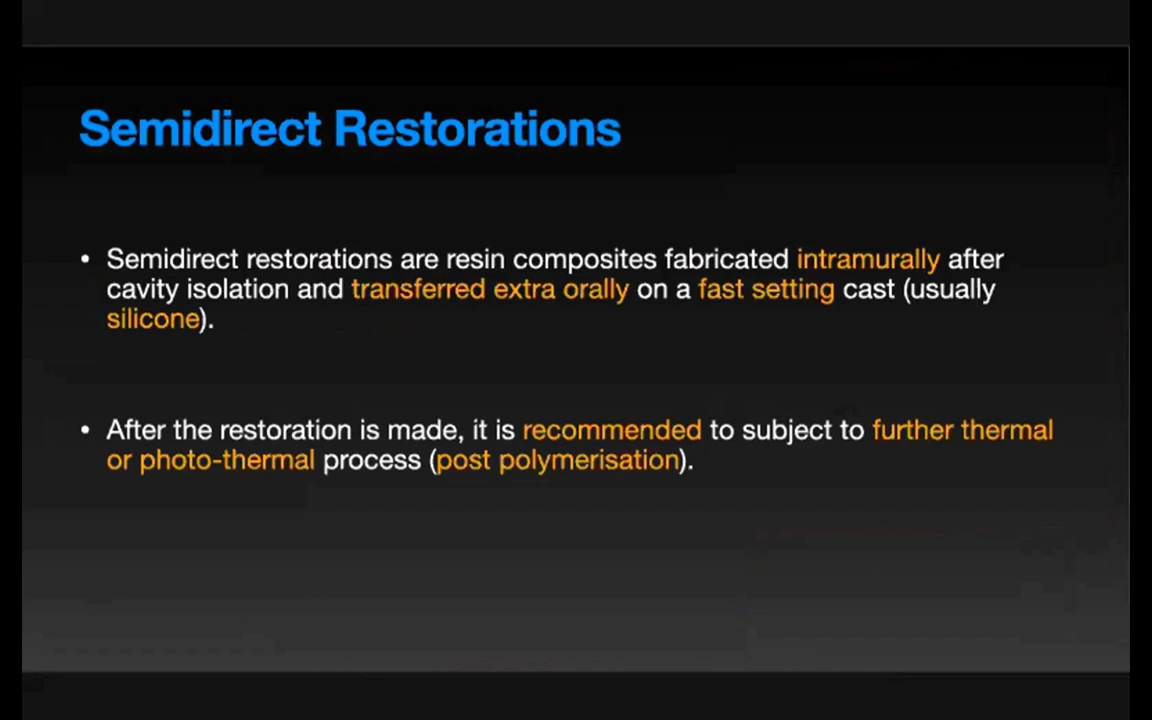 Semidirect Restorations
• Semidirect restorations are resin composites fabricated intramurally after
cavity isolation and transferred extra orally on a fast setting cast (usually
silicone).
• After the restoration is made, it is recommended to subject to further thermal
or photo-thermal process (post polymerisation).